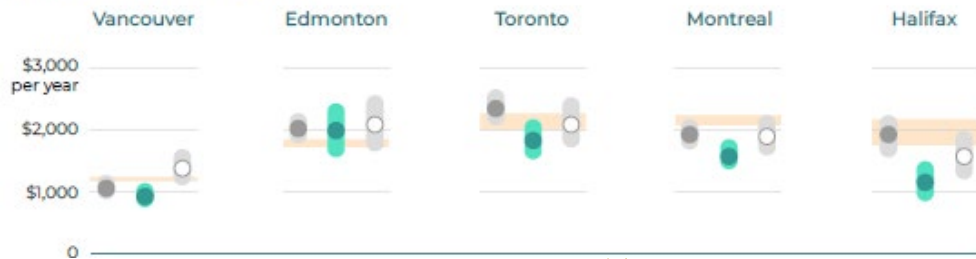 Vancouver Edmonton Toronto Montreal Halifax
$3,000
per year
$2,000
$1,000
0